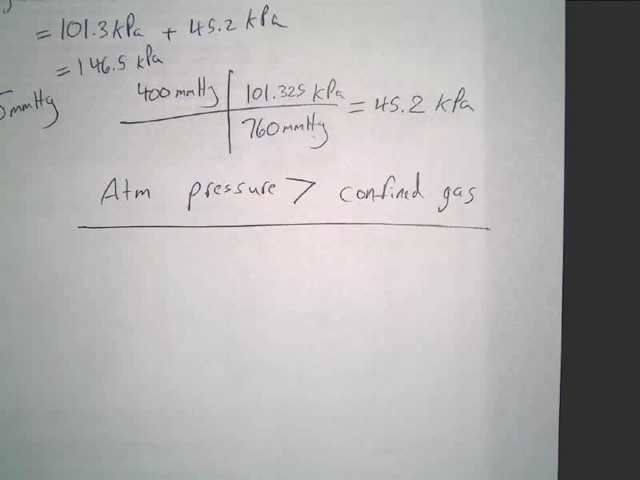 = 101.3 kPa + 45.2 kPa
= 146.5 kPa
400 mmHg | 101.325 kPa = 45.2 kPa
mmHg 760 mmHg
Atm pressure > confined gas